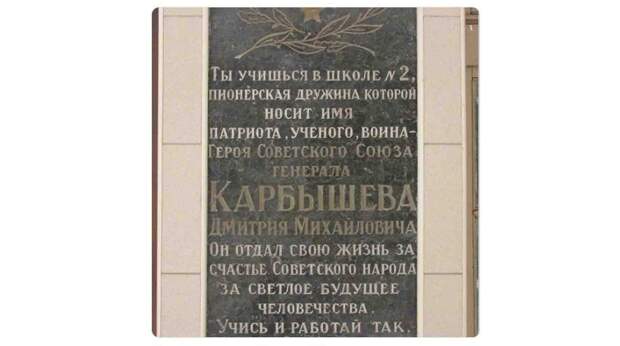 Ты учишься в школе № 2,
пионерская дружина которой
носит имя
патриота, учёного, воина-
Героя Советского Союза
генерала
Карбышева
Дмитрия Михайловича
Он отдал свою жизнь за
счастье Советского народа
за светлое будущее
человечества.
Учись и работай так,